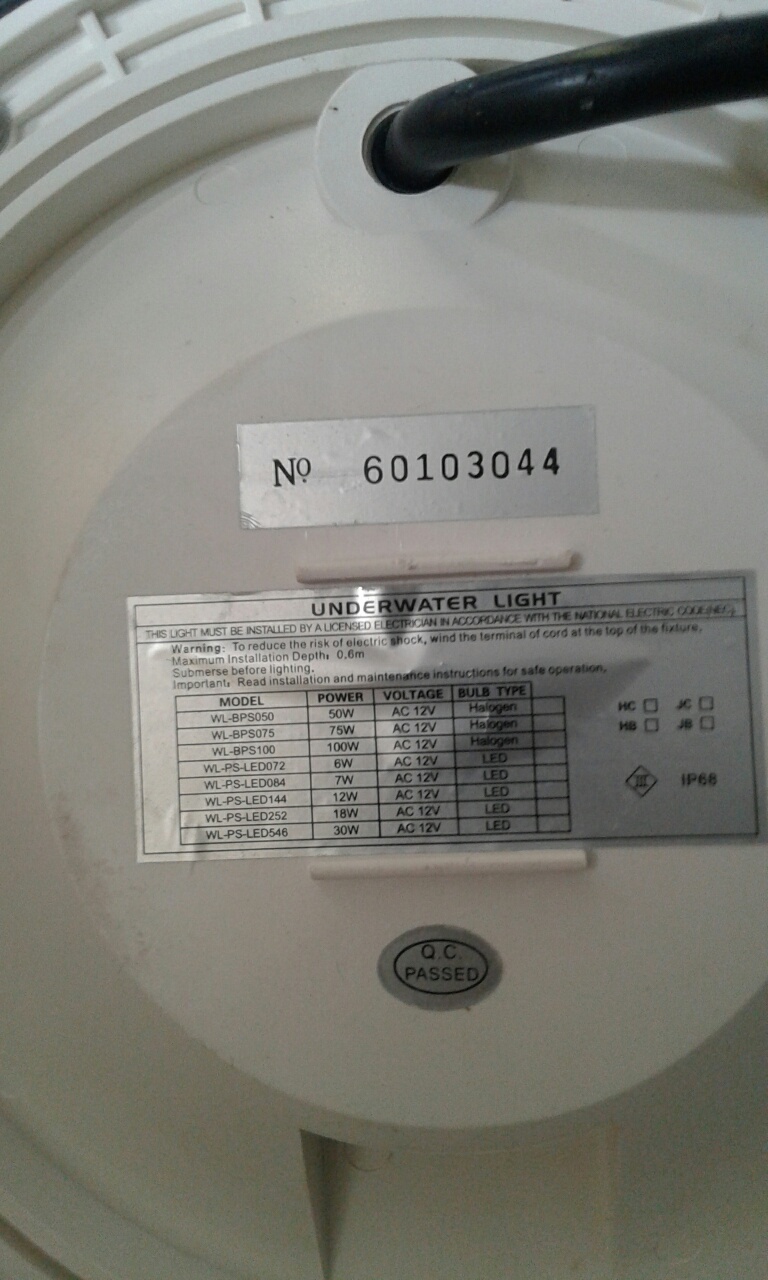 Nº 60103044
UNDERWATER LIGHT
THIS LIGHT MUST BE INSTALLED BY A LICENSED ELECTRICIAN IN ACCORDANCE WITH THE NATIONAL ELECTRIC CODE(NEC).
Warning: To reduce the risk of electric shock, wind the terminal of cord at the top of the fixture.
Maximum Installation Depth: 0.6m
Submerse before lighting.
Important: Read installation and maintenance instructions for safe operation.
MODEL POWER VOLTAGE BULB TYPE
WL-BPS050 50W AC 12V Halogen
WL-BPS075 75W AC 12V Halogen
WL-BPS100 100W AC 12V Halogen
WL-PS-LED072 6W AC 12V LED
WL-PS-LED084 7W AC 12V LED
WL-PS-LED144 12W AC 12V LED
WL-PS-LED252 18W AC 12V LED
WL-PS-LED546 30W AC 12V LED
HC JC
HB JB
III IP68
Q.C.
PASSED